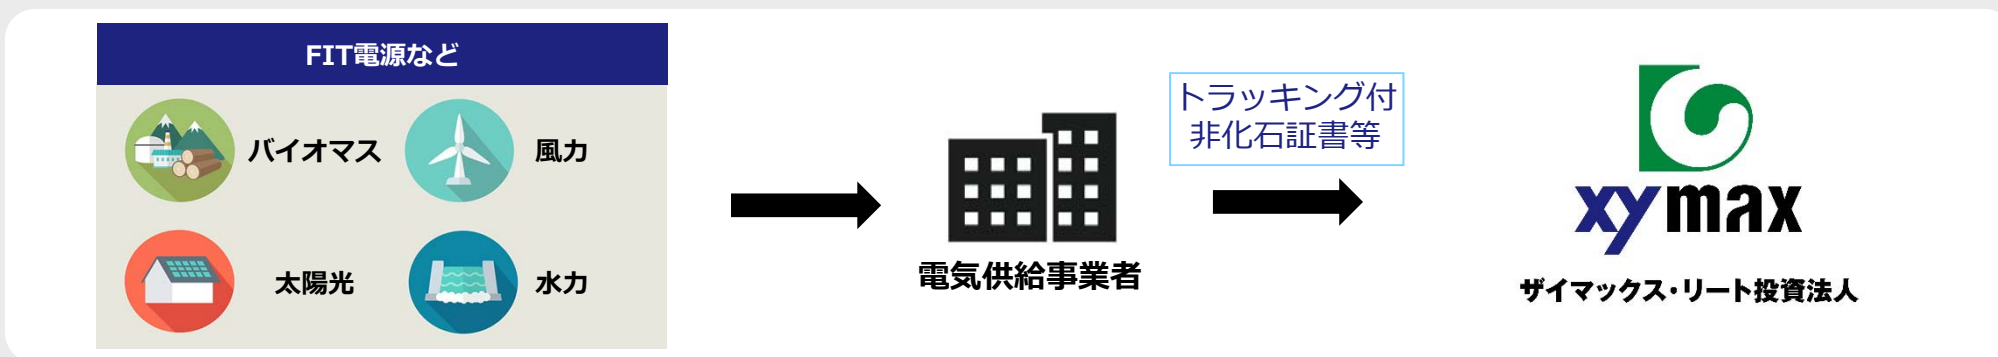 FIT電源など
バイオマス
風力
太陽光
水力
電気供給事業者
トラッキング付
非化石証書等
xymax
ザイマックス・リート投資法人